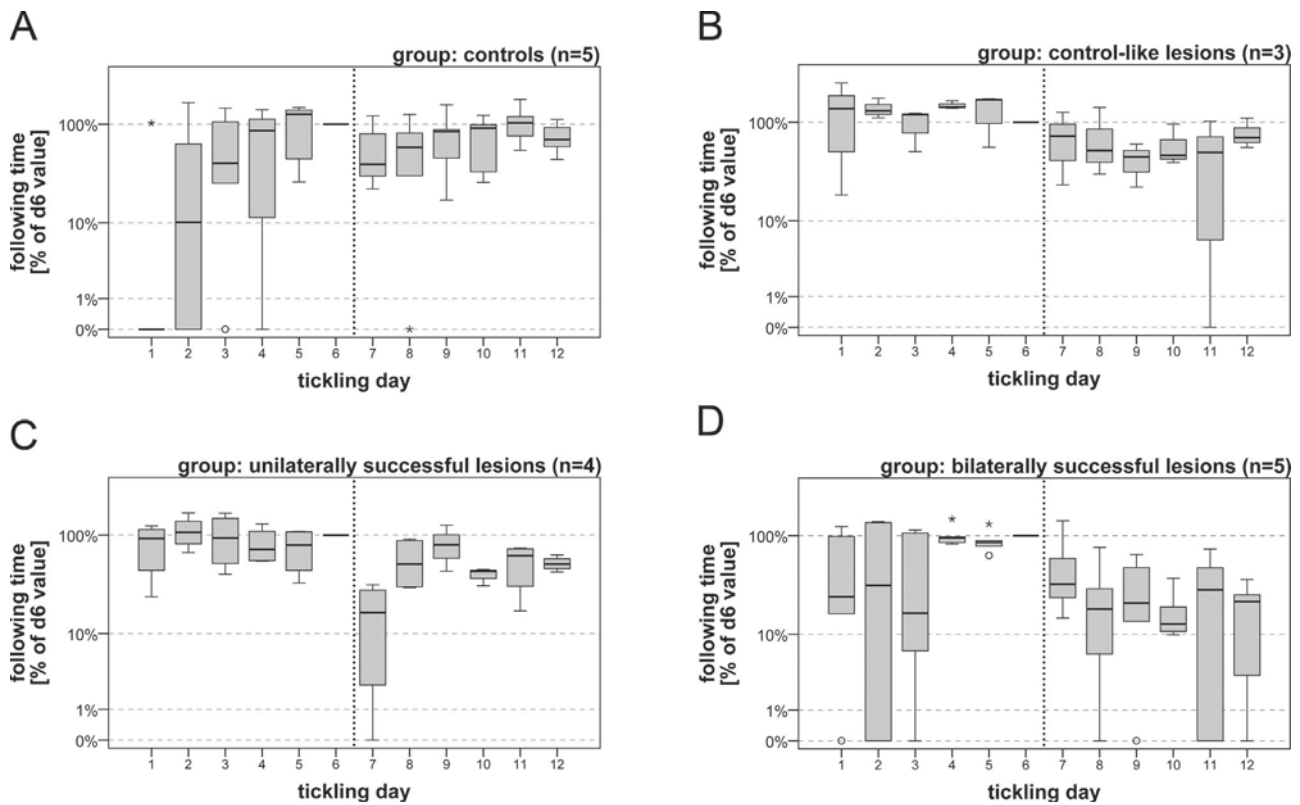 A
group: controls (n=5)
following time
[% of d6 value]
100%
10%
1%
0%
1 2 3 4 5 6 7 8 9 10 11 12
tickling day
B
group: control-like lesions (n=3)
following time
[% of d6 value]
100%
10%
1%
0%
1 2 3 4 5 6 7 8 9 10 11 12
tickling day
C
group: unilaterally successful lesions (n=4)
following time
[% of d6 value]
100%
10%
1%
0%
1 2 3 4 5 6 7 8 9 10 11 12
tickling day
D
group: bilaterally successful lesions (n=5)
following time
[% of d6 value]
100%
10%
1%
0%
1 2 3 4 5 6 7 8 9 10 11 12
tickling day